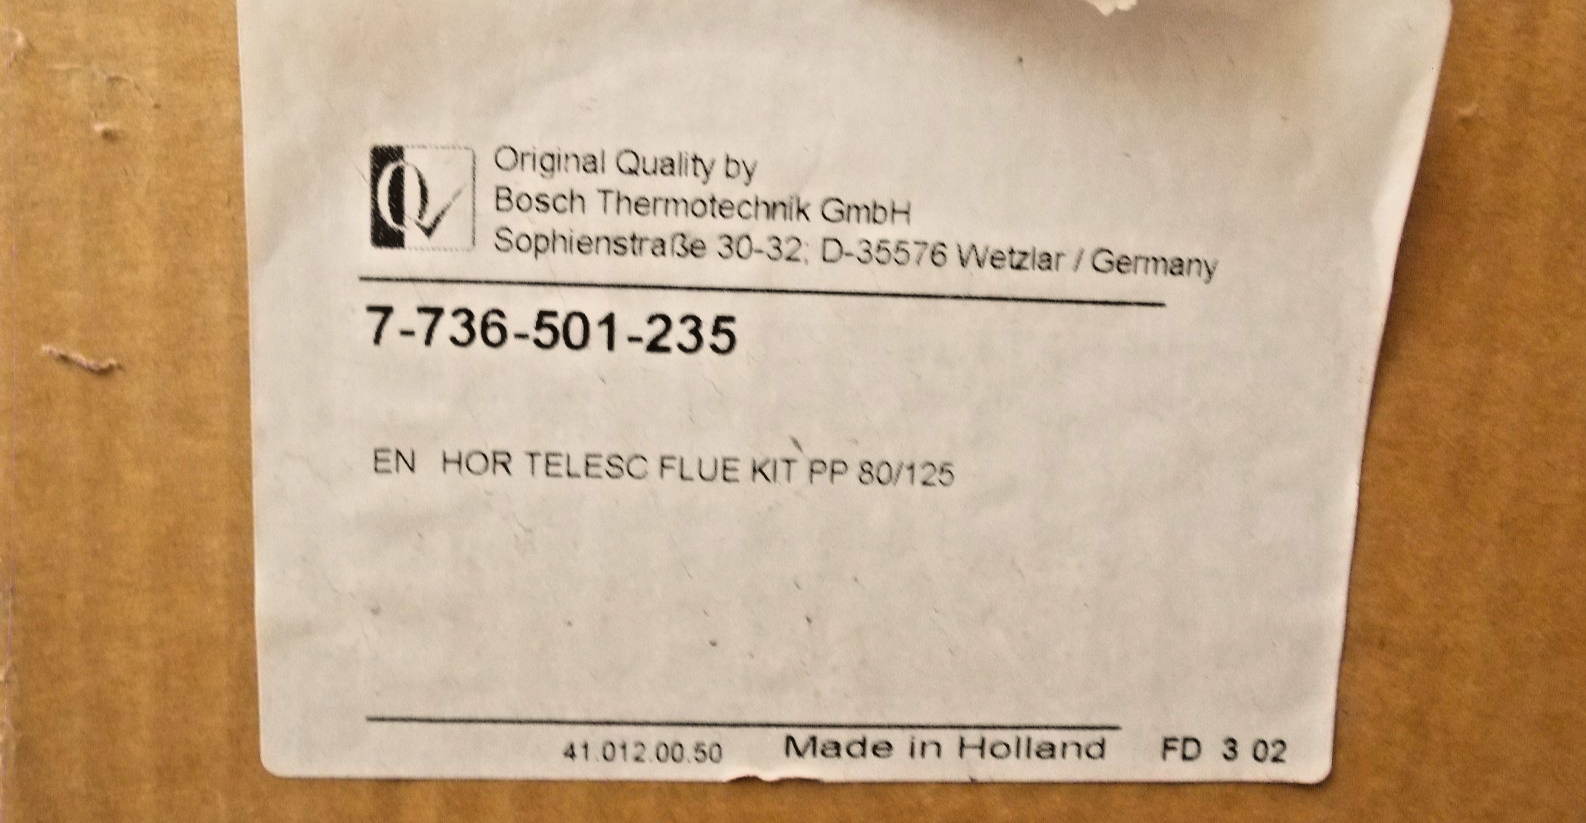 Original Quality by
Bosch Thermotechnik GmbH
Sophienstraße 30-32; D-35576 Wetzlar / Germany
7-736-501-235
EN HOR TELESC FLUE KIT PP 80/125
41.012.00.50 Made in Holland FD 3 02